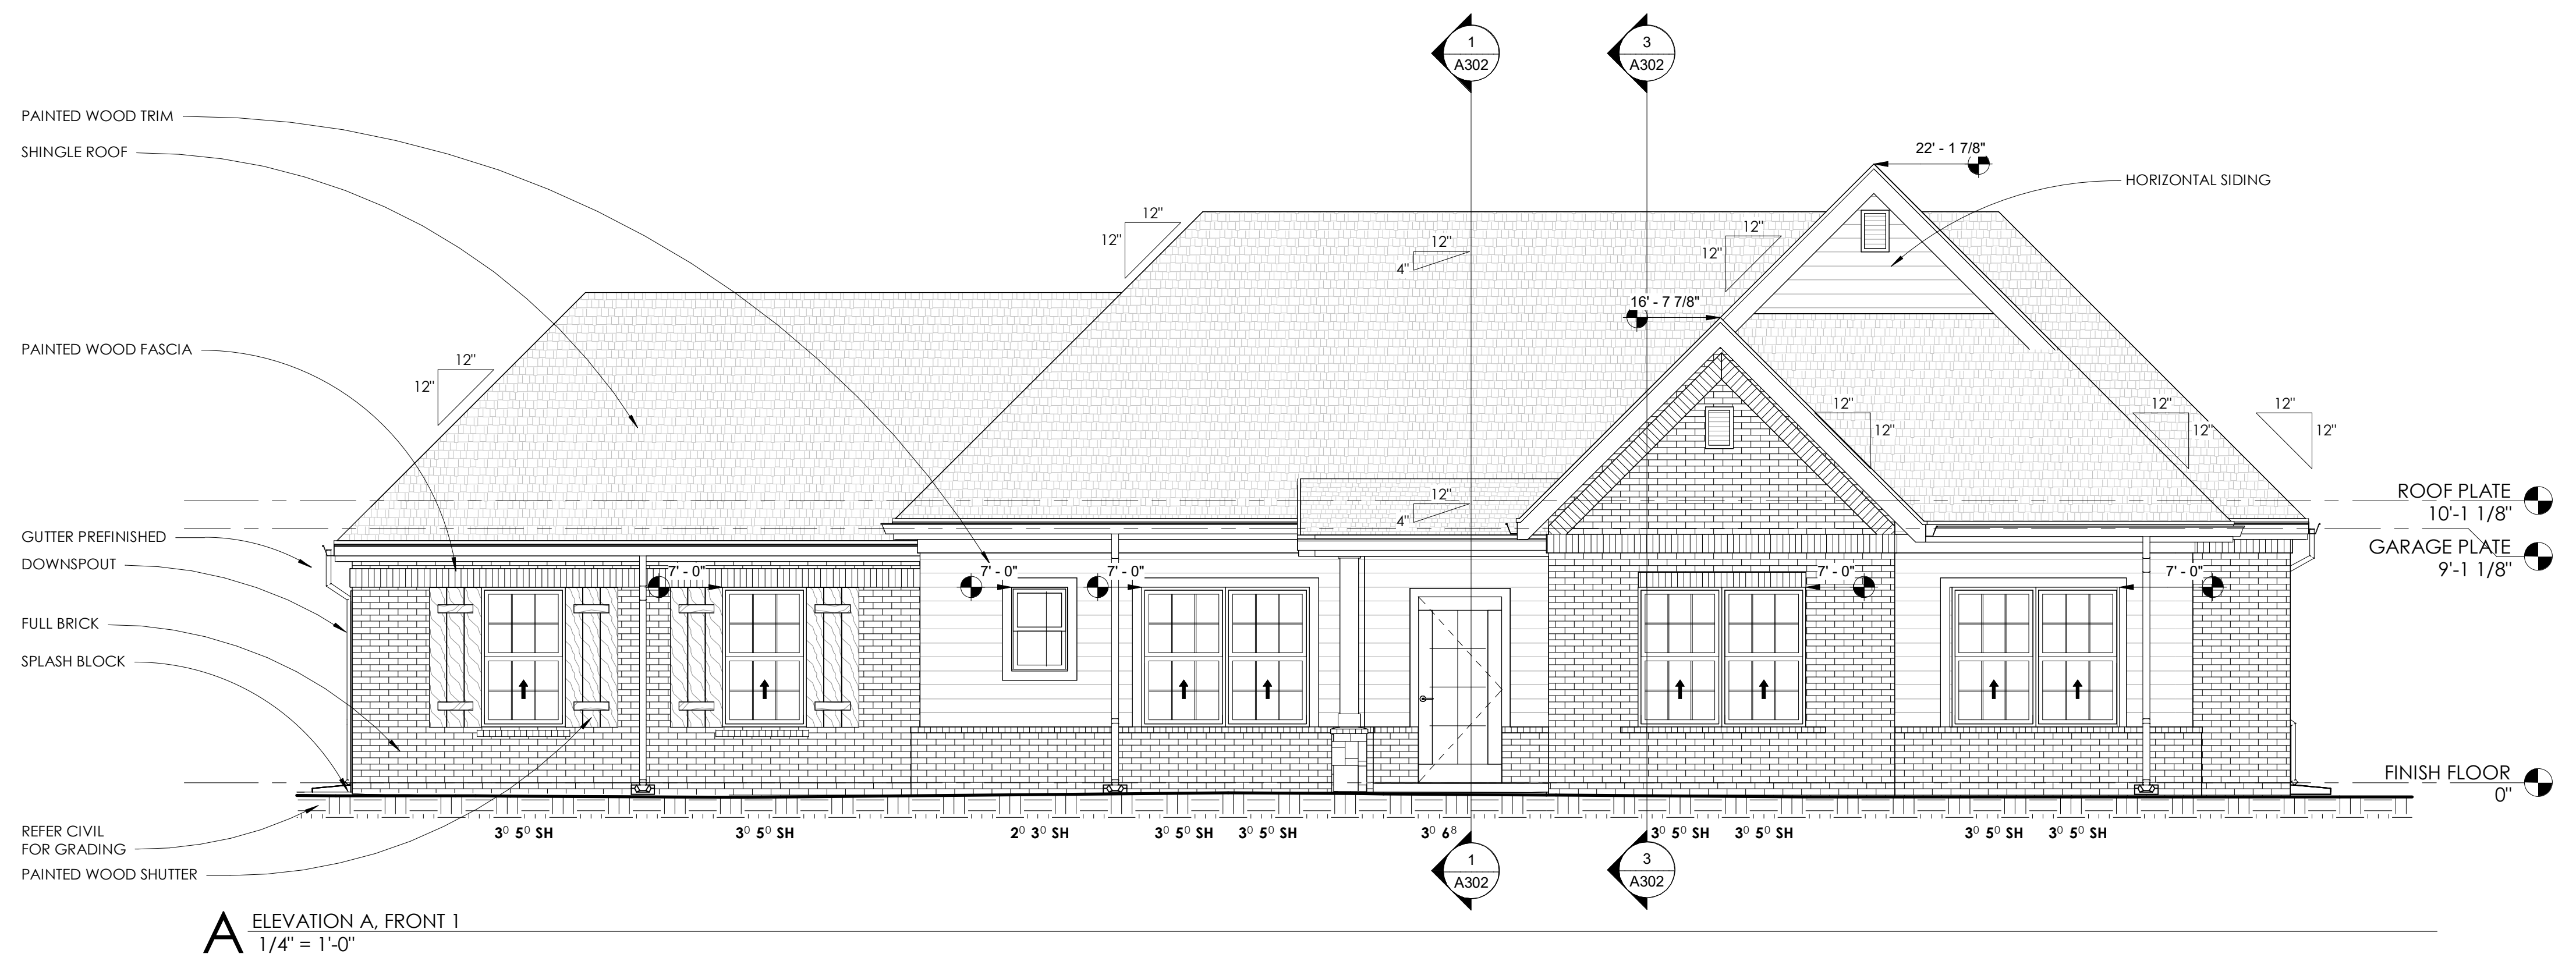 1
A302
3
A302
PAINTED WOOD TRIM
SHINGLE ROOF
22' - 1 7/8"
HORIZONTAL SIDING
12"
12"
12"
4"
12"
12"
16' - 7 7/8"
PAINTED WOOD FASCIA
12"
12"
12"
12"
12"
12"
12"
12"
12"
4"
ROOF PLATE
10'-1 1/8"
GUTTER PREFINISHED
DOWNSPOUT
GARAGE PLATE
9'-1 1/8"
7' - 0"
7' - 0"
7' - 0"
7' - 0"
7' - 0"
FULL BRICK
SPLASH BLOCK
FINISH FLOOR
0"
REFER CIVIL
FOR GRADING
3⁰ 5⁰ SH
3⁰ 5⁰ SH
2⁰ 3⁰ SH
3⁰ 5⁰ SH
3⁰ 5⁰ SH
3⁰ 6⁸
3⁰ 5⁰ SH
3⁰ 5⁰ SH
3⁰ 5⁰ SH
3⁰ 5⁰ SH
PAINTED WOOD SHUTTER
1
A302
3
A302
A
ELEVATION A, FRONT 1
1/4" = 1'-0"